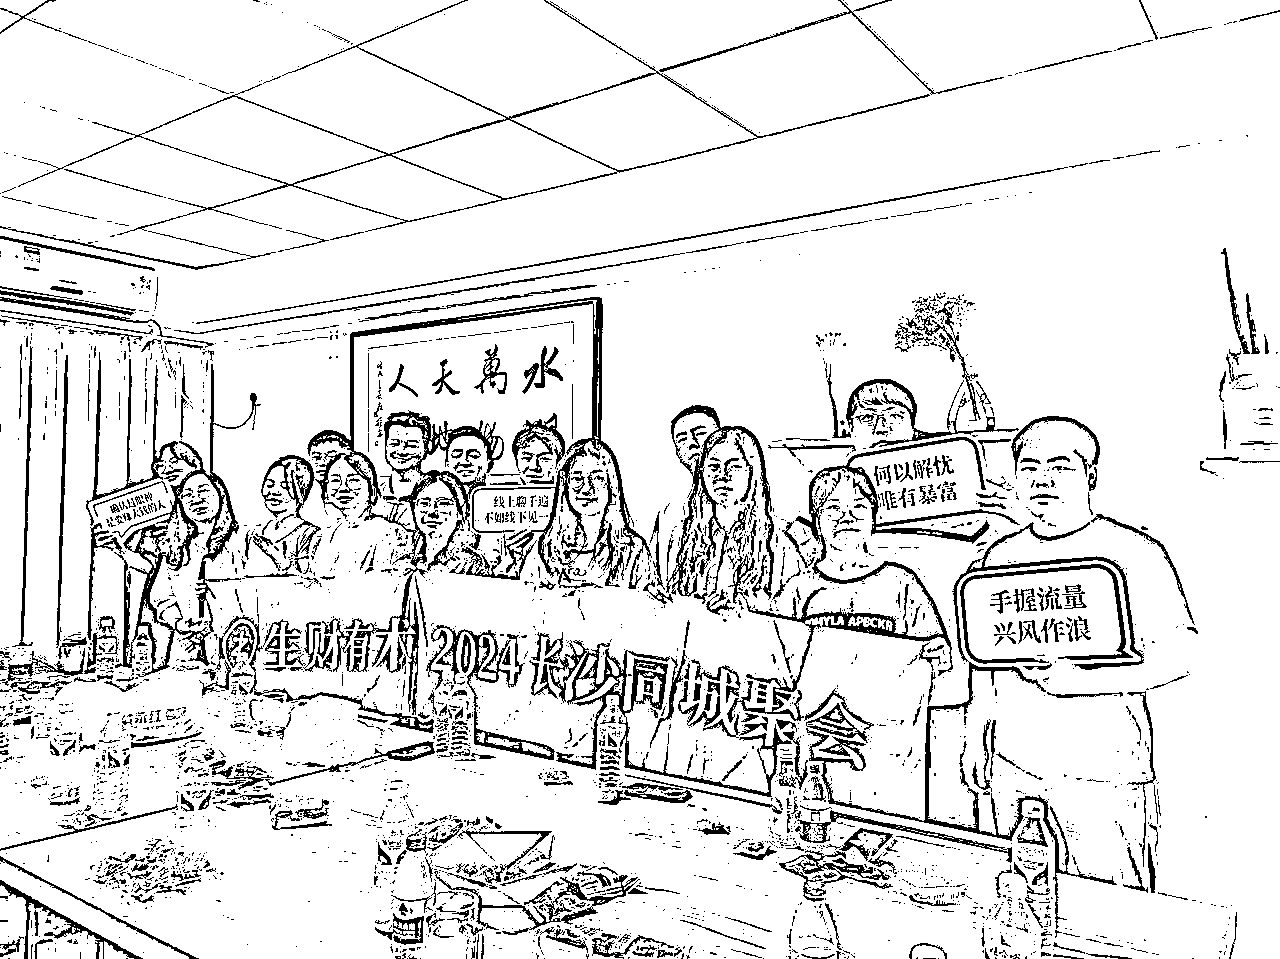 人天萬水
线上聊千遍
不如线下见一
何以解忧
唯有暴富
手握流量
兴风作浪
生财有术 2024长沙同城聚会